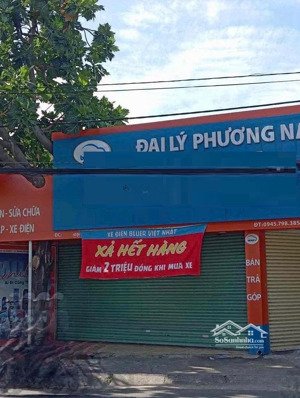 ĐẠI LÝ PHƯƠNG NA
N - SỬA CHỮA
P - XE ĐIỆN
ĐT:0945.798.385
XE ĐIỆN BLUER VIỆT NHẬT
XẢ HẾT HÀNG
GIẢM 2 TRIỆU ĐỒNG KHI MUA XE
BÁN
TRẢ
GÓP
SoSanhnha.com